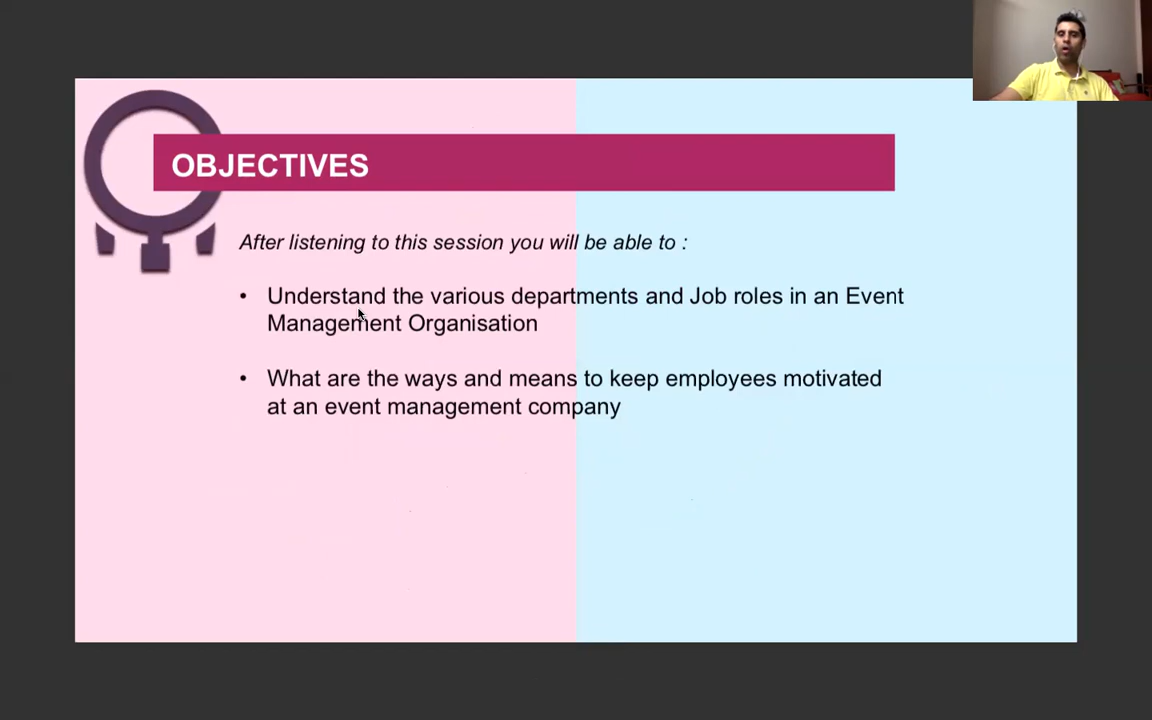 OBJECTIVES
After listening to this session you will be able to :
• Understand the various departments and Job roles in an Event
Management Organisation
• What are the ways and means to keep employees motivated
at an event management company